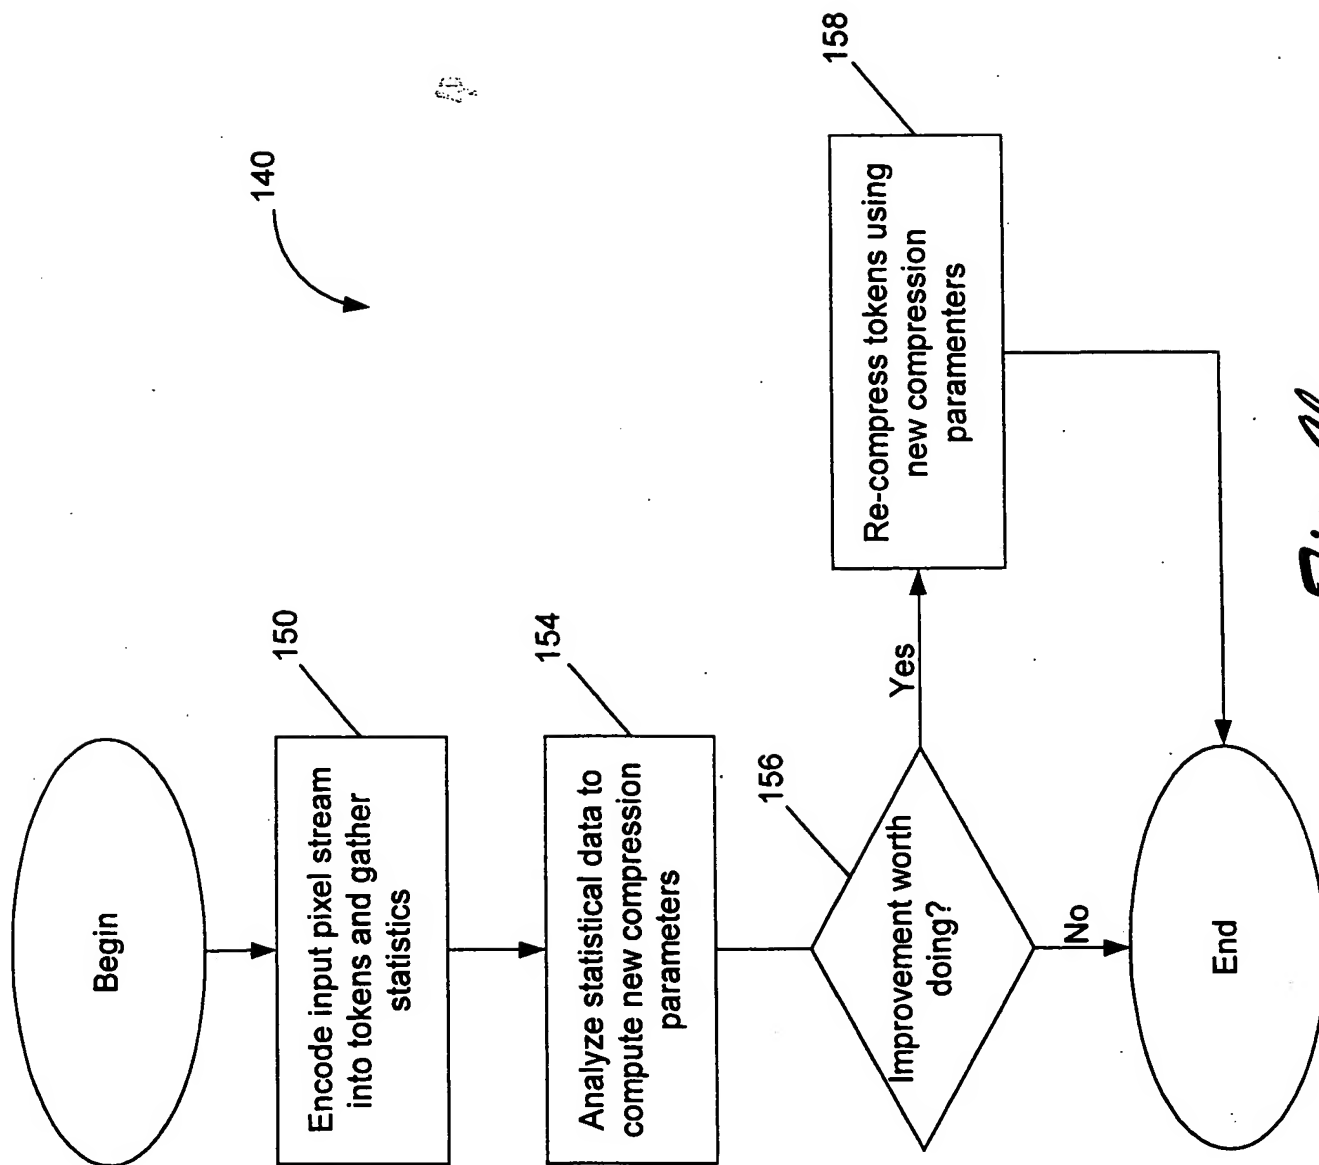 140
Begin
150
Encode input pixel stream
into tokens and gather
statistics
154
Analyze statistical data to
compute new compression
parameters
156
Improvement worth
doing?
Yes
No
158
Re-compress tokens using
new compression
paramenters
End